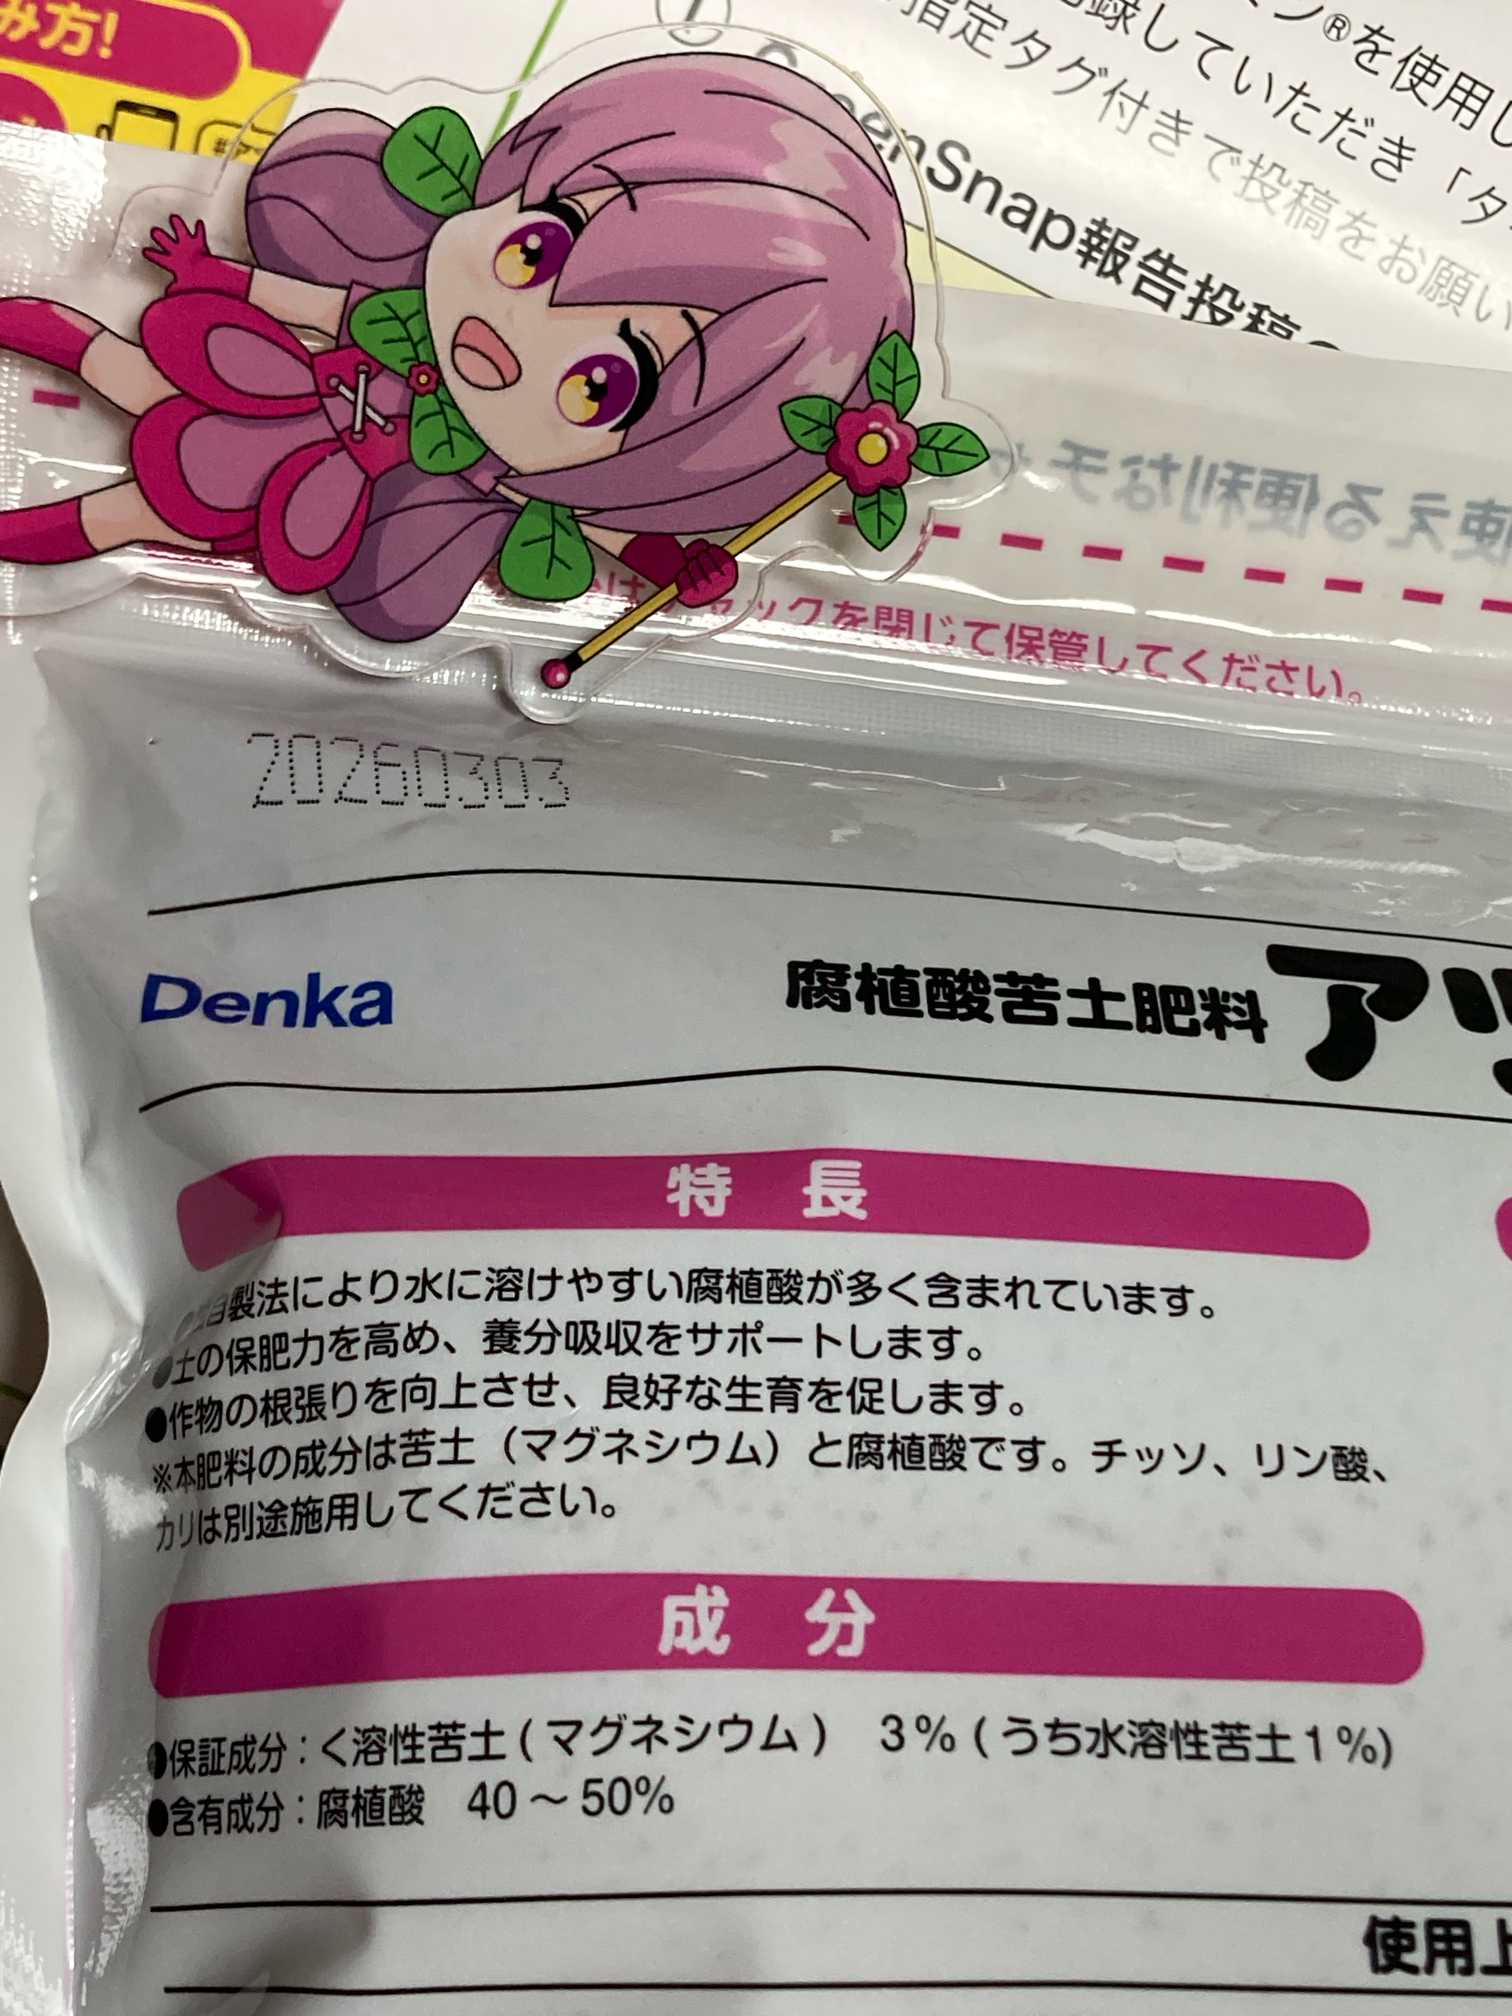 み方!
ン®を使用し
録していただき「タ
指定タグ付きで投稿をお願い
Snap報告投稿
使える便利なチャ
はチャックを閉じて保管してください。
20260303
Denka
腐植酸苦土肥料 アヅ
特 長
自製法により水に溶けやすい腐植酸が多く含まれています。
●土の保肥力を高め、養分吸収をサポートします。
●作物の根張りを向上させ、良好な生育を促します。
※本肥料の成分は苦土（マグネシウム）と腐植酸です。チッソ、リン酸、
カリは別途施用してください。
成 分
●保証成分：く溶性苦土(マグネシウム) 3%(うち水溶性苦土1%)
●含有成分：腐植酸 40～50%
使用上